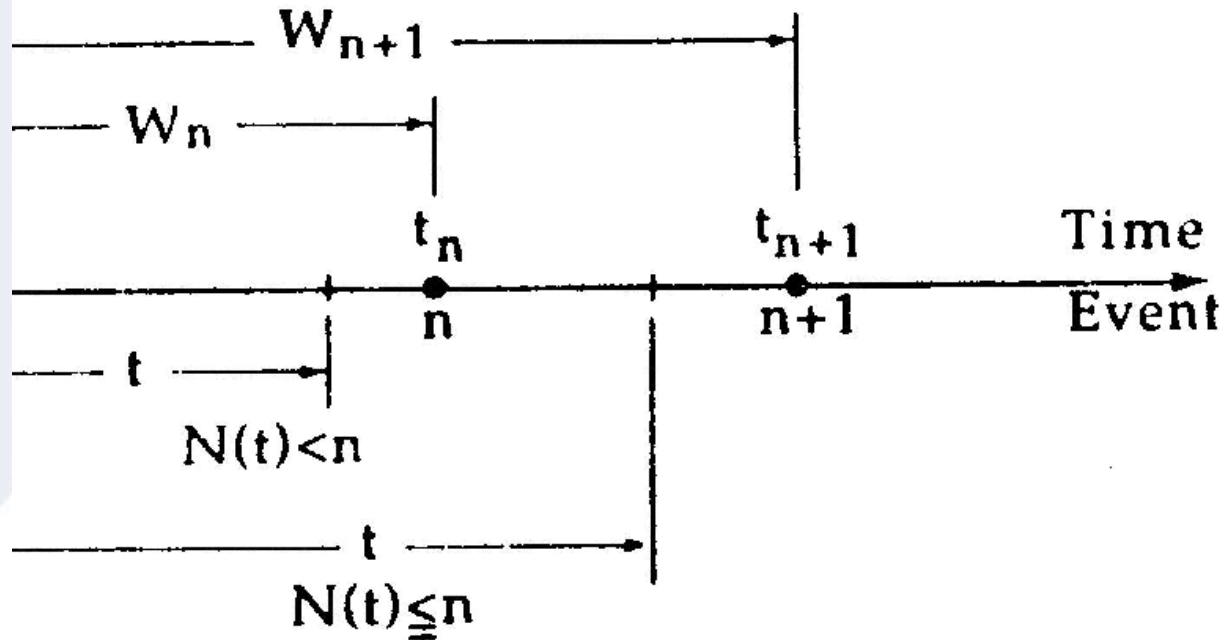 W_{n+1}
W_n
t_n t_{n+1} Time
n n+1 Event
t
N(t)<n
t
N(t)≦n